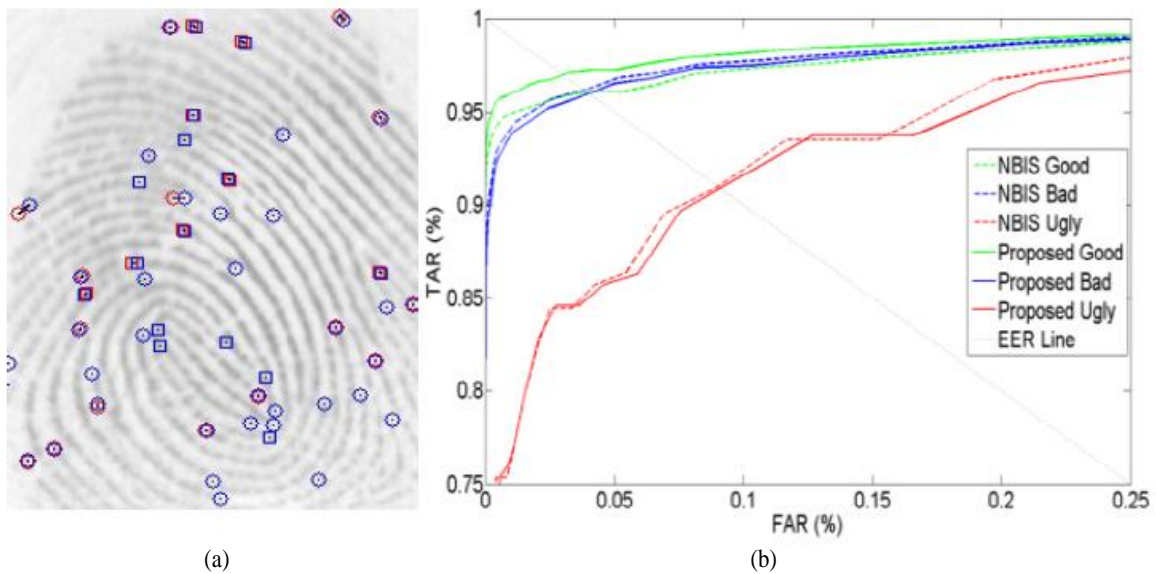 1
0.95
0.9
0.85
0.8
0.75
TAR (%)
0
0.05
0.1
0.15
0.2
0.25
FAR (%)
NBIS Good
NBIS Bad
NBIS Ugly
Proposed Good
Proposed Bad
Proposed Ugly
EER Line
(a)
(b)